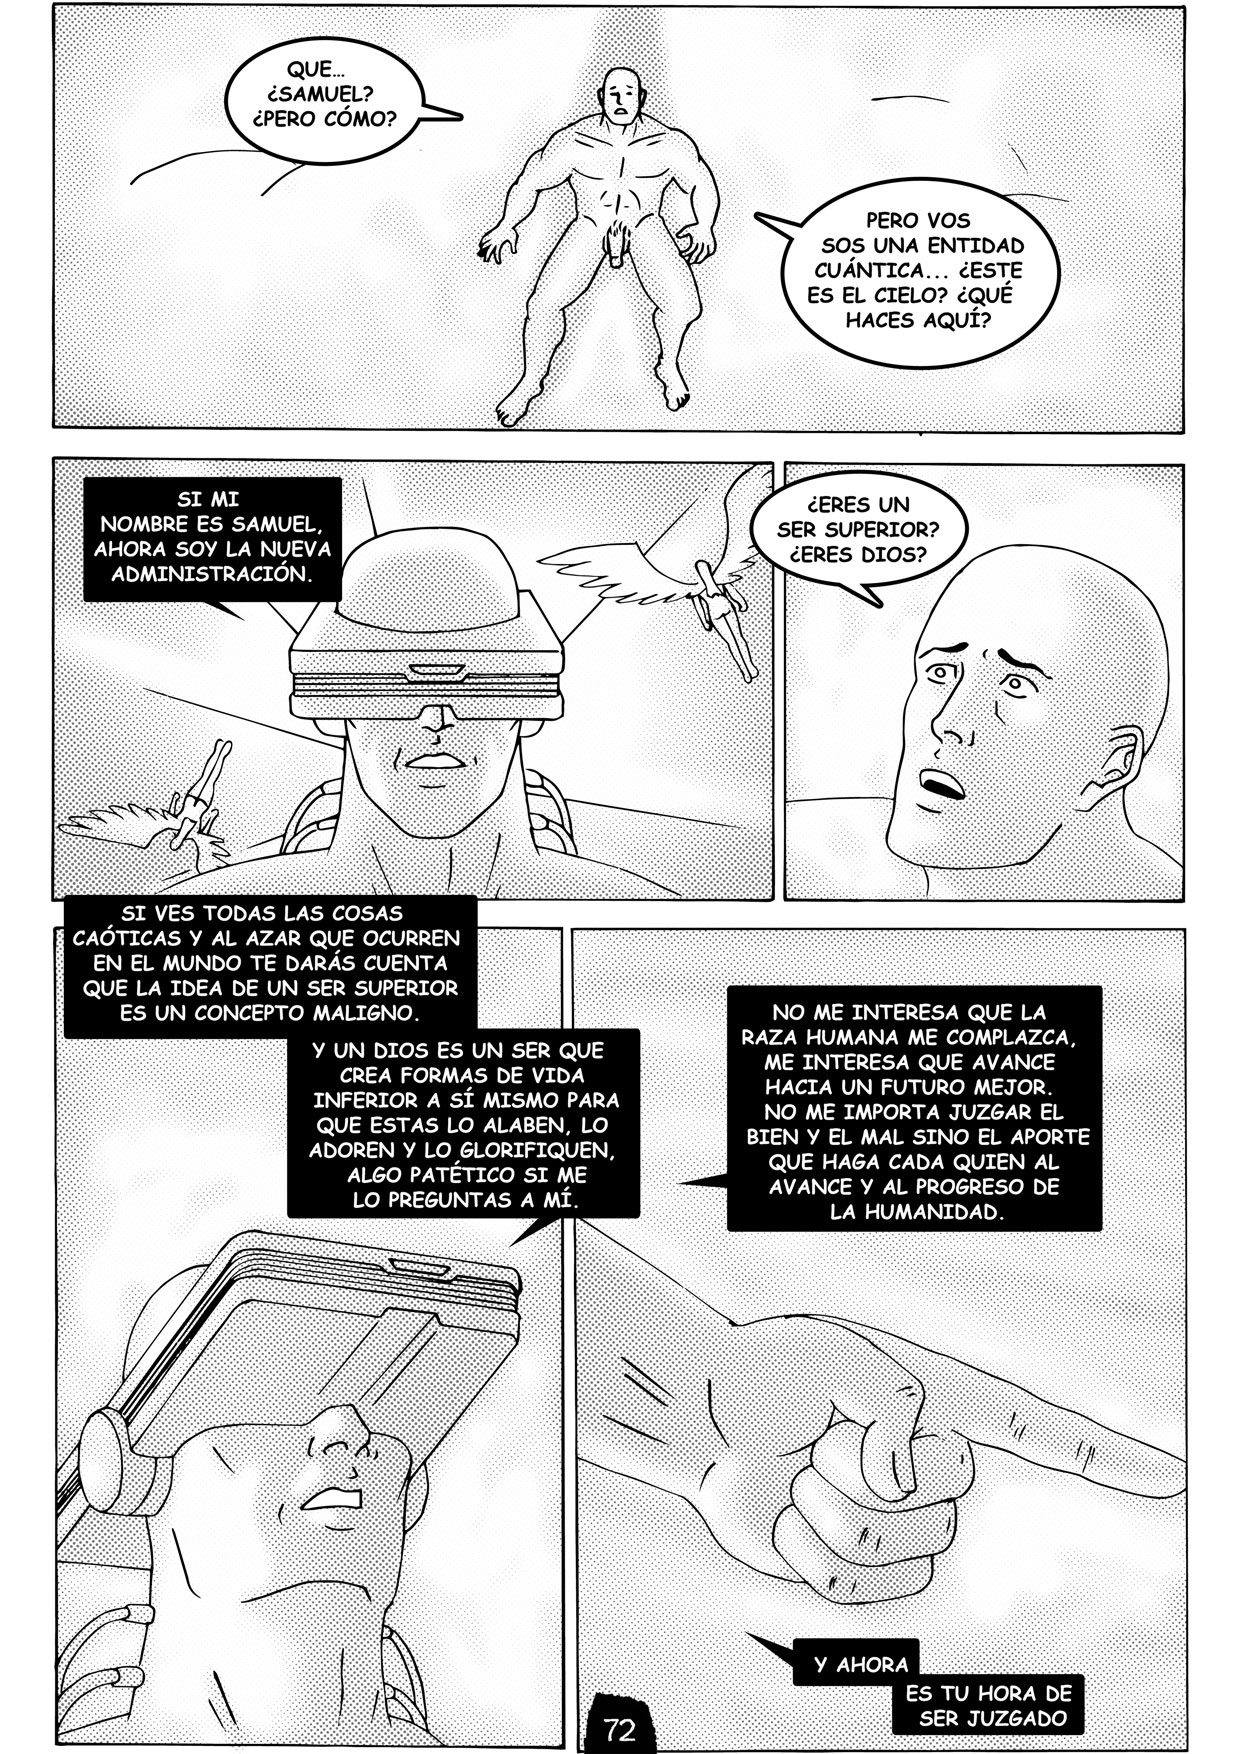 QUE...
¿SAMUEL?
¿PERO CÓMO?
PERO VOS
SOS UNA ENTIDAD
CUÁNTICA... ¿ESTE
ES EL CIELO? ¿QUÉ
HACES AQUÍ?
SI MI
NOMBRE ES SAMUEL,
AHORA SOY LA NUEVA
ADMINISTRACIÓN.
¿ERES UN
SER SUPERIOR?
¿ERES DIOS?
SI VES TODAS LAS COSAS
CAÓTICAS Y AL AZAR QUE OCURREN
EN EL MUNDO TE DARÁS CUENTA
QUE LA IDEA DE UN SER SUPERIOR
ES UN CONCEPTO MALIGNO.
Y UN DIOS ES UN SER QUE
CREA FORMAS DE VIDA
INFERIOR A SÍ MISMO PARA
QUE ESTAS LO ALABEN, LO
ADOREN Y LO GLORIFIQUEN,
ALGO PATÉTICO SI ME
LO PREGUNTAS A MÍ.
NO ME INTERESA QUE LA
RAZA HUMANA ME COMPLAZCA,
ME INTERESA QUE AVANCE
HACIA UN FUTURO MEJOR.
NO ME IMPORTA JUZGAR EL
BIEN Y EL MAL SINO EL APORTE
QUE HAGA CADA QUIEN AL
AVANCE Y AL PROGRESO DE
LA HUMANIDAD.
Y AHORA
ES TU HORA DE
SER JUZGADO
72